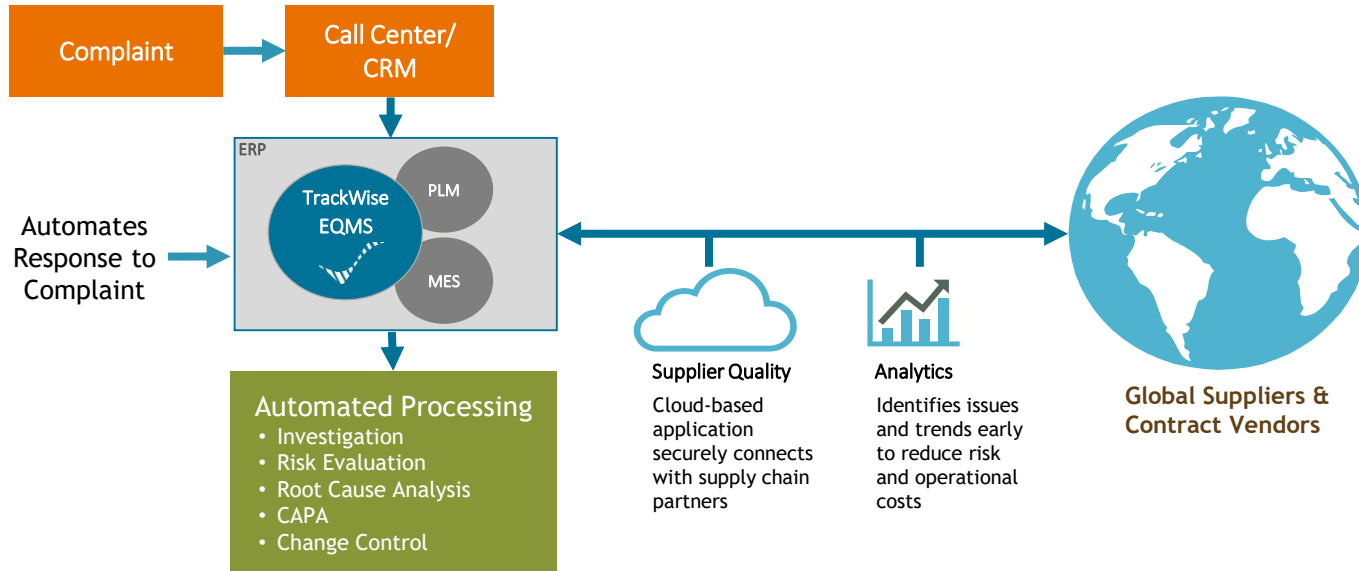 Complaint
Call Center/
CRM
ERP
TrackWise
EQMS
PLM
MES
Automates
Response to
Complaint
Automated Processing
• Investigation
• Risk Evaluation
• Root Cause Analysis
• CAPA
• Change Control
Supplier Quality
Cloud-based
application
securely connects
with supply chain
partners
Analytics
Identifies issues
and trends early
to reduce risk
and operational
costs
Global Suppliers &
Contract Vendors